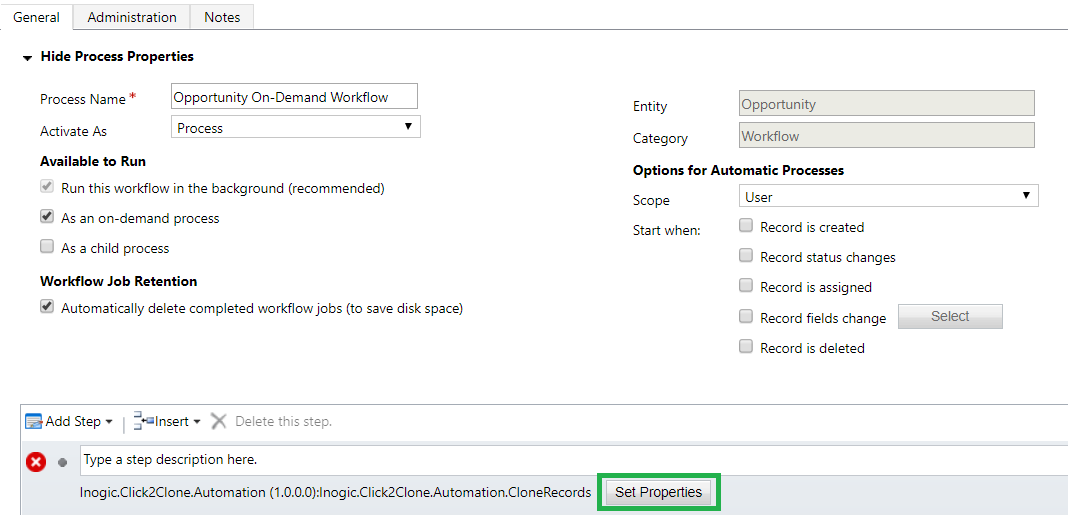 General Administration Notes
Hide Process Properties
Process Name *
Opportunity On-Demand Workflow
Activate As
Process
Available to Run
Run this workflow in the background (recommended)
As an on-demand process
As a child process
Workflow Job Retention
Automatically delete completed workflow jobs (to save disk space)
Entity
Opportunity
Category
Workflow
Options for Automatic Processes
Scope
User
Start when:
Record is created
Record status changes
Record is assigned
Record fields change Select
Record is deleted
Add Step | Insert Delete this step.
Type a step description here.
Inogic.Click2Clone.Automation (1.0.0.0):Inogic.Click2Clone.Automation.CloneRecords Set Properties